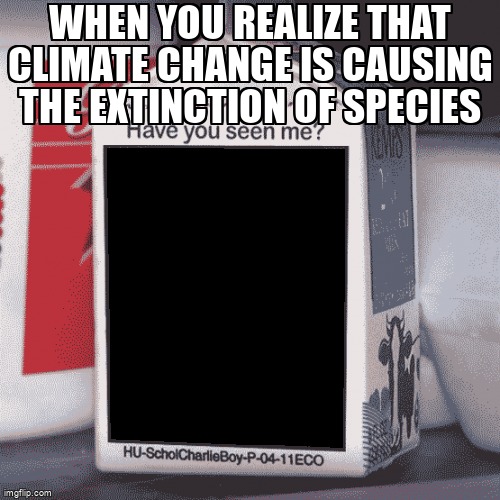 WHEN YOU REALIZE THAT
CLIMATE CHANGE IS CAUSING
THE EXTINCTION OF SPECIES
Have you seen me?
KEMPS
HU-ScholCharlieBoy-P-04-11ECO
imgflip.com